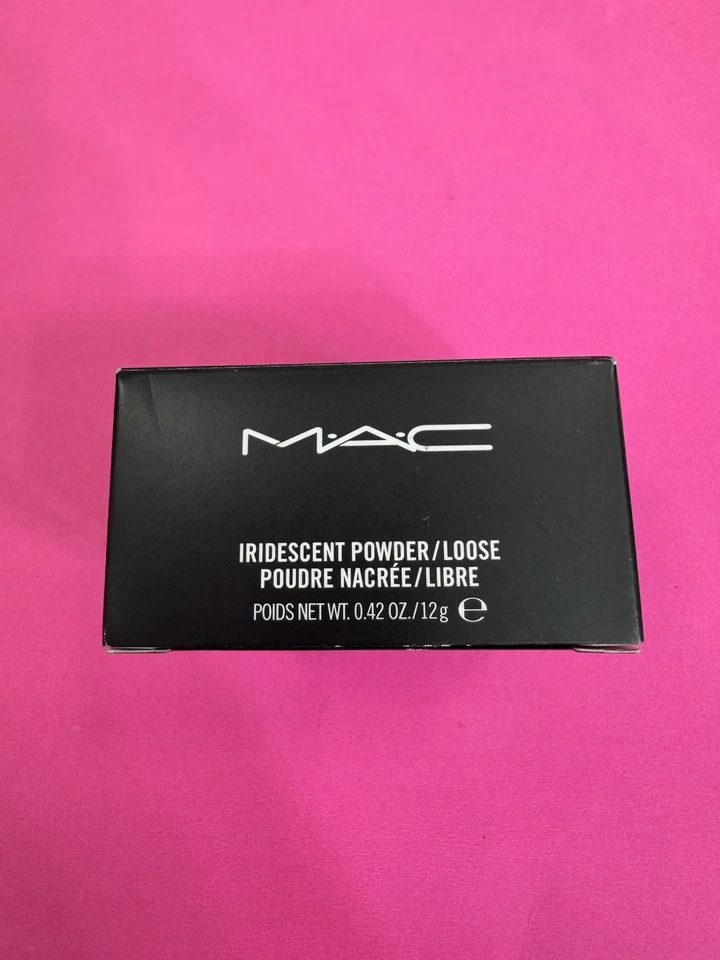 M·A·C
IRIDESCENT POWDER/LOOSE
POUDRE NACRÉE/LIBRE
POIDS NET WT. 0.42 OZ./12g ℮